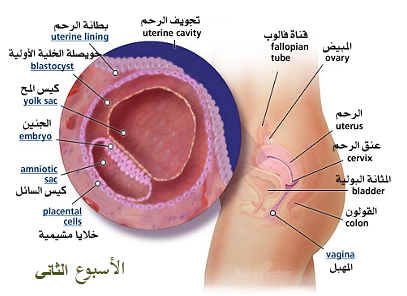 بطانة الرحم
uterine lining
حويصلة الخلية الأولية
blastocyst
كيس المح
yolk sac
الجنين
embryo
amniotic
sac
كيس السائل
placental
cells
خلايا مشيمية
تجويف الرحم
uterine cavity
قناة فالوب
fallopian
tube
المبيض
ovary
الرحم
uterus
عنق الرحم
cervix
المثانة البولية
bladder
القولون
colon
vagina
المهبل
الأسبوع الثانى